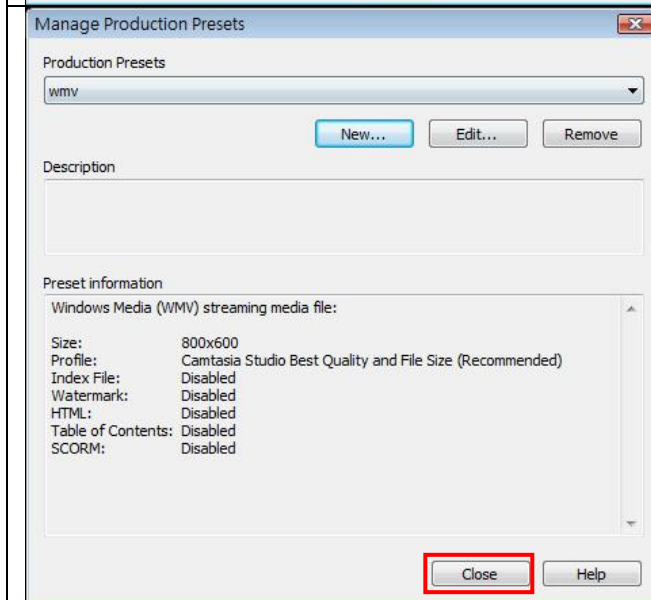 Manage Production Presets
Production Presets
wmv
New... Edit... Remove
Description
Preset information
Windows Media (WMV) streaming media file:
Size: 800x600
Profile: Camtasia Studio Best Quality and File Size (Recommended)
Index File: Disabled
Watermark: Disabled
HTML: Disabled
Table of Contents: Disabled
SCORM: Disabled
Close Help